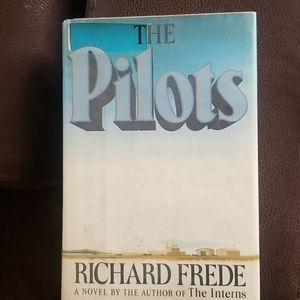 THE
Pilots
RICHARD FREDE
A NOVEL BY THE AUTHOR OF The Interns